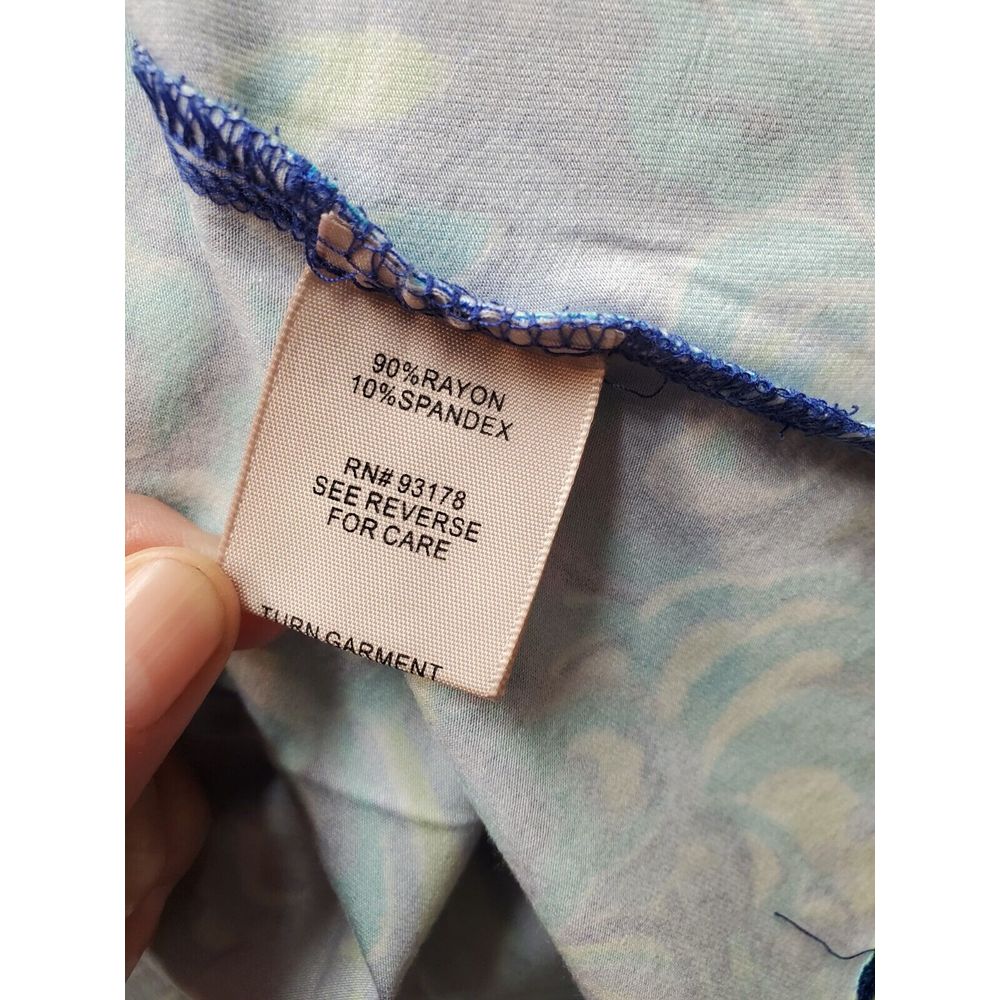 90%RAYON
10%SPANDEX
RN# 93178
SEE REVERSE
FOR CARE
TURN GARMENT